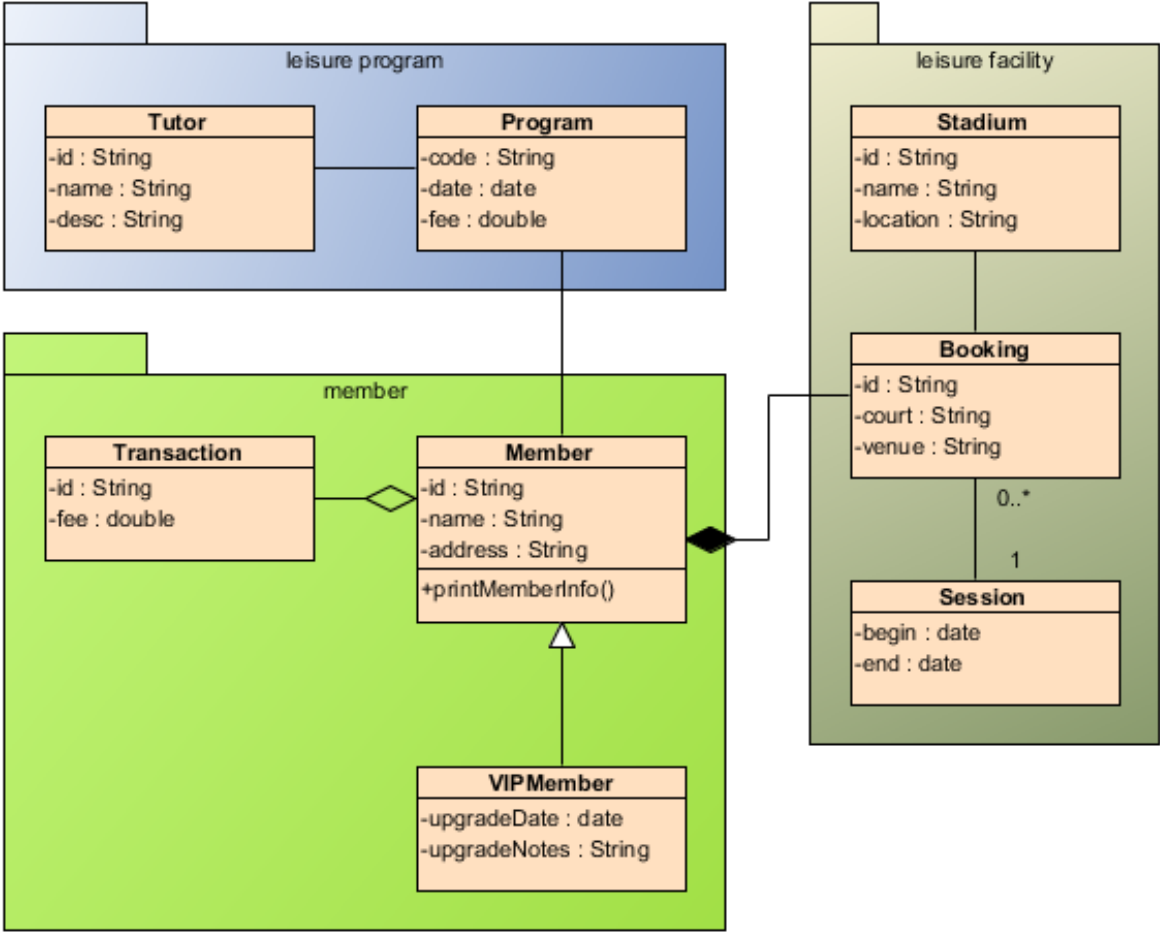 leisure program
Tutor
-id : String
-name : String
-desc : String
Program
-code : String
-date : date
-fee : double
leisure facility
Stadium
-id : String
-name : String
-location : String
Booking
-id : String
-court : String
-venue : String
0..*
1
Session
-begin : date
-end : date
member
Transaction
-id : String
-fee : double
Member
-id : String
-name : String
-address : String
+printMemberInfo()
VIPMember
-upgradeDate : date
-upgradeNotes : String